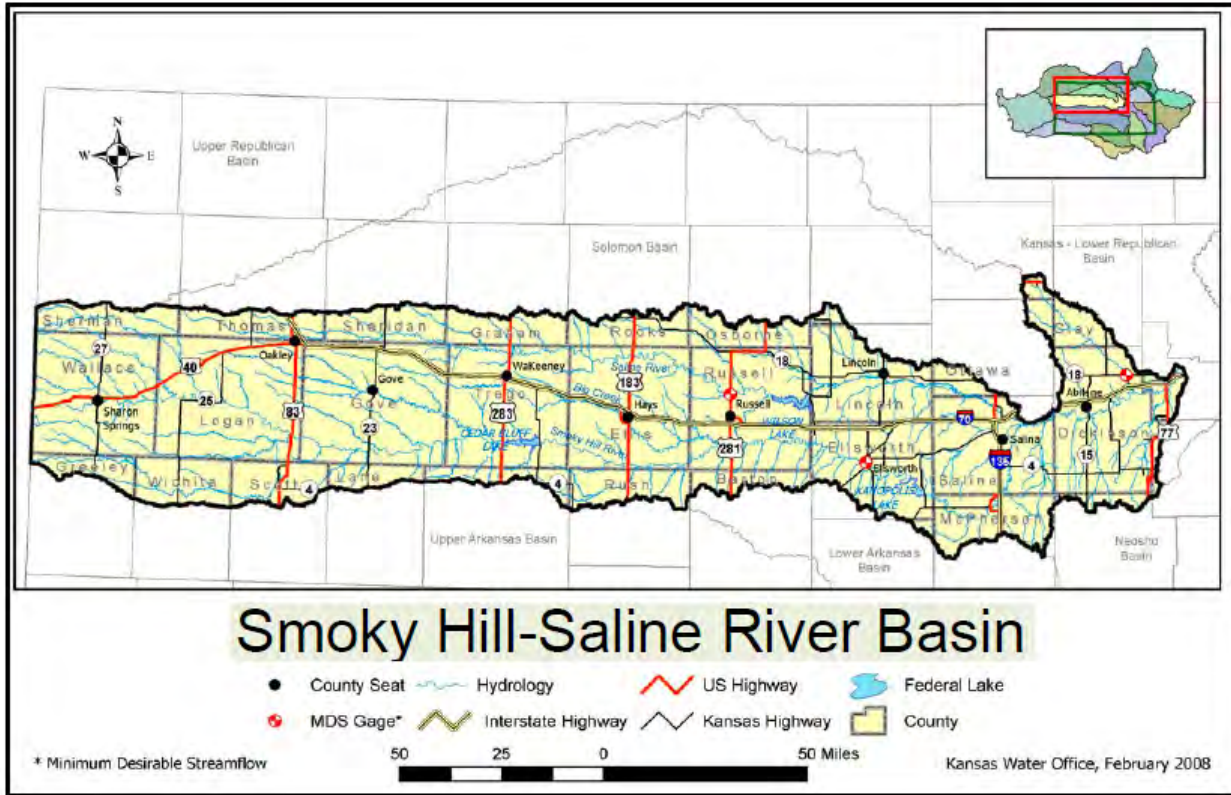 N
W E
S
Upper Republican
Basin
Solomon Basin
Kansas - Lower Republican
Basin
Sherman
Thomas
Sheridan
Graham
Rooks
Osborne
Clay
27
Wallace
40
Oakley
Gove
WaKeeney
Saline River
183
Russell
18
Lincoln
Ottawa
18
Abilene
Sharon
Springs
25
Logan
83
Gove
23
Trego
283
Big Creek
Hays
Russell
Lincoln
70
Dickinson
77
CEDAR BLUFF
LAKE
Smoky Hill River
Ellis
281
WILSON
LAKE
Ellsworth
Ellsworth
Salina
135
4
15
Greeley
Wichita
Scott
4
Lane
4
Rush
Barton
KANOPOLIS
LAKE
Saline
McPherson
Upper Arkansas Basin
Lower Arkansas
Basin
Neosho
Basin
Smoky Hill-Saline River Basin
County Seat Hydrology US Highway Federal Lake
MDS Gage* Interstate Highway Kansas Highway County
* Minimum Desirable Streamflow
50 25 0 50 Miles
Kansas Water Office, February 2008